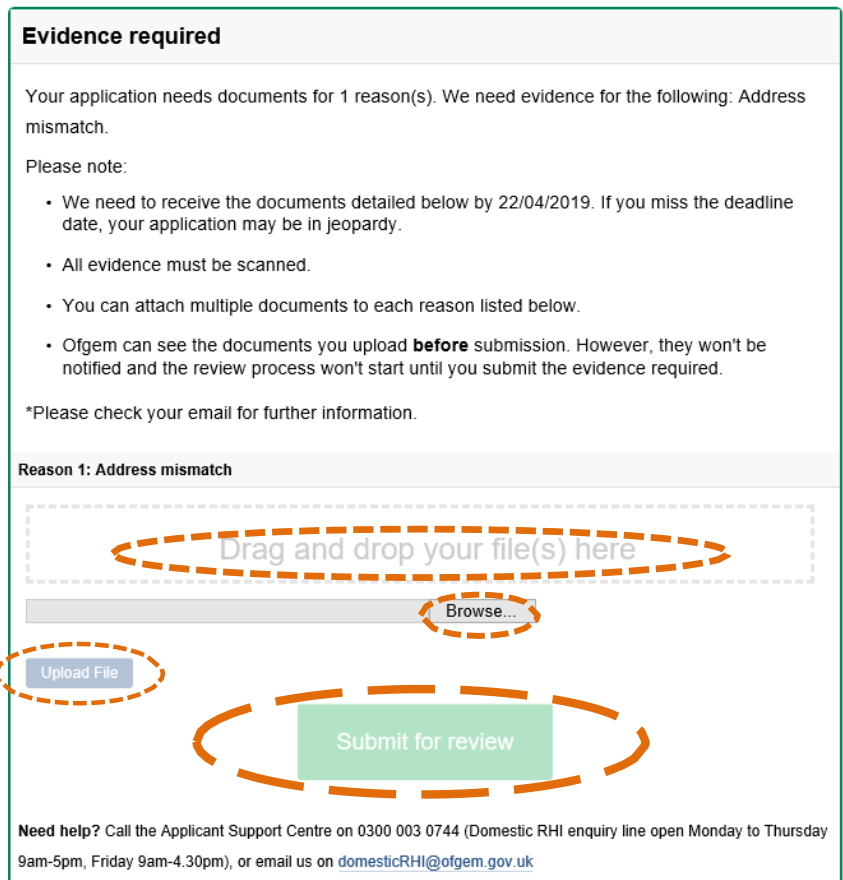 Evidence required
Your application needs documents for 1 reason(s). We need evidence for the following: Address
mismatch.
Please note:
• We need to receive the documents detailed below by 22/04/2019. If you miss the deadline
date, your application may be in jeopardy.
• All evidence must be scanned.
• You can attach multiple documents to each reason listed below.
• Ofgem can see the documents you upload before submission. However, they won't be
notified and the review process won't start until you submit the evidence required.
*Please check your email for further information.
Reason 1: Address mismatch
Drag and drop your file(s) here
Browse...
Upload File
Submit for review
Need help? Call the Applicant Support Centre on 0300 003 0744 (Domestic RHI enquiry line open Monday to Thursday
9am-5pm, Friday 9am-4.30pm), or email us on domesticRHI@ofgem.gov.uk